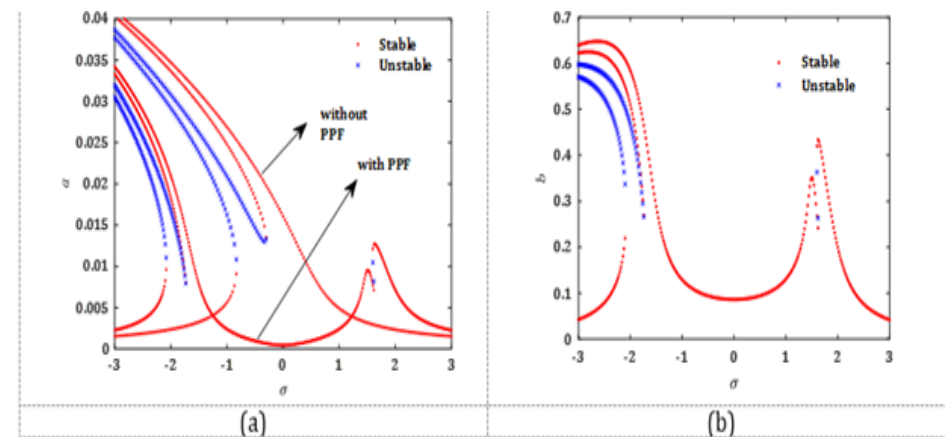 0.04
0.035
0.03
0.025
0.02
0.015
0.01
0.005
0
a
-3 -2 -1 0 1 2 3
σ
Stable
Unstable
without
PPF
with PPF
(a)
0.7
0.6
0.5
0.4
0.3
0.2
0.1
0
b
-3 -2 -1 0 1 2 3
σ
Stable
Unstable
(b)